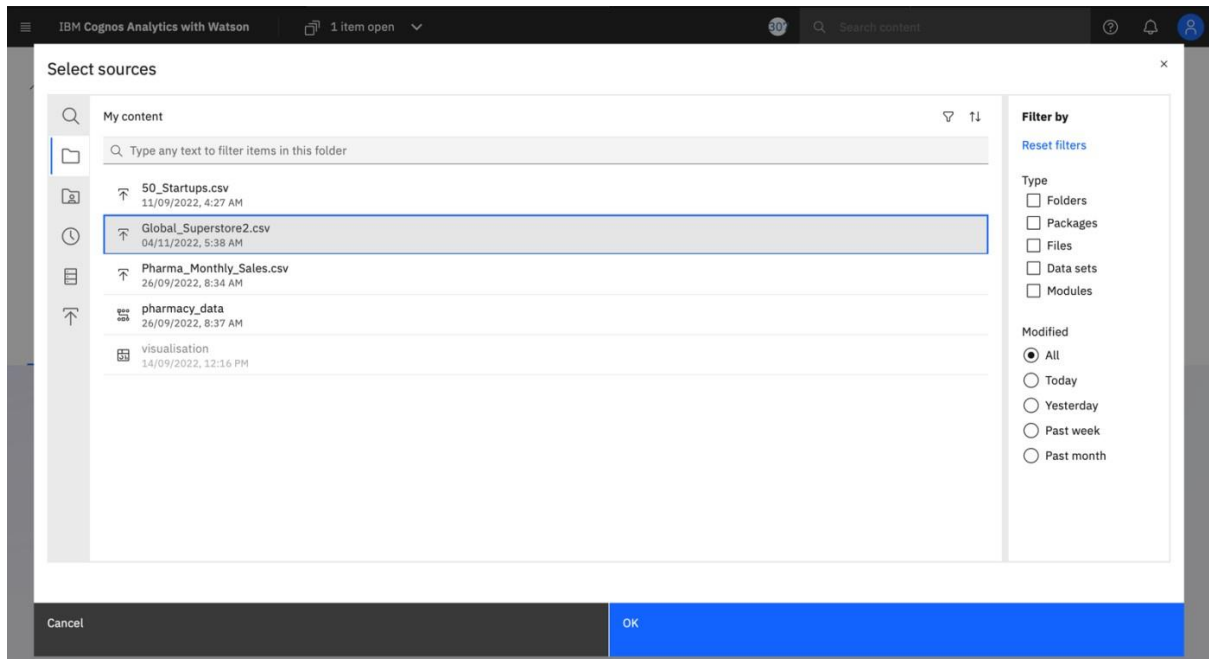 IBM Cognos Analytics with Watson
1 item open
30'
Search content
Select sources
My content
Type any text to filter items in this folder
50_Startups.csv
11/09/2022, 4:27 AM
Global_Superstore2.csv
04/11/2022, 5:38 AM
Pharma_Monthly_Sales.csv
26/09/2022, 8:34 AM
pharmacy_data
26/09/2022, 8:37 AM
visualisation
14/09/2022, 12:16 PM
Filter by
Reset filters
Type
Folders
Packages
Files
Data sets
Modules
Modified
All
Today
Yesterday
Past week
Past month
Cancel
OK